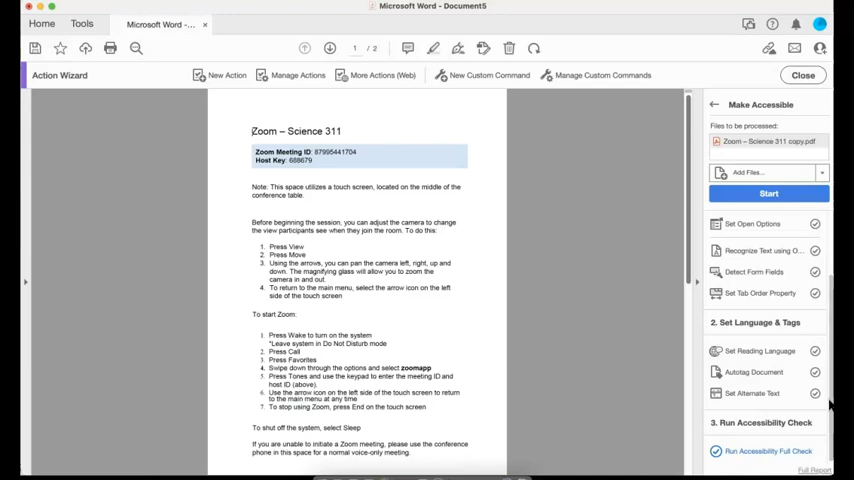 Microsoft Word - Document5
Home
Tools
Microsoft Word -...
×
1 / 2
Action Wizard
New Action
Manage Actions
More Actions (Web)
New Custom Command
Manage Custom Commands
Close
Zoom – Science 311
Zoom Meeting ID: 87995441704
Host Key: 688679
Note: This space utilizes a touch screen, located on the middle of the
conference table.
Before beginning the session, you can adjust the camera to change
the view participants see when they join the room. To do this:
1. Press View
2. Press Move
3. Using the arrows, you can pan the camera left, right, up and
down. The magnifying glass will allow you to zoom the
camera in and out.
4. To return to the main menu, select the arrow icon on the left
side of the touch screen
To start Zoom:
1. Press Wake to turn on the system
*Leave system in Do Not Disturb mode
2. Press Call
3. Press Favorites
4. Swipe down through the options and select zoomapp
5. Press Tones and use the keypad to enter the meeting ID and
host ID (above).
6. Use the arrow icon on the left side of the touch screen to return
to the main menu at any time
7. To stop using Zoom, press End on the touch screen
To shut off the system, select Sleep
If you are unable to initiate a Zoom meeting, please use the conference
phone in this space for a normal voice-only meeting.
Make Accessible
Files to be processed:
Zoom – Science 311 copy.pdf
Add Files...
Start
Set Open Options
Recognize Text using O...
Detect Form Fields
Set Tab Order Property
2. Set Language & Tags
Set Reading Language
Autotag Document
Set Alternate Text
3. Run Accessibility Check
Run Accessibility Full Check
Full Report